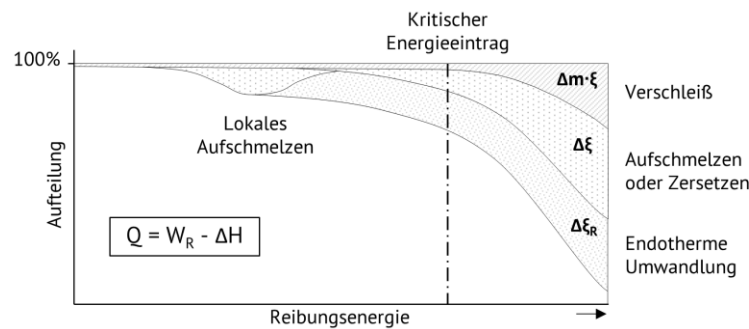 Kritischer
Energieeintrag
100%
Δm·ξ
Verschleiß
Lokales
Aufschmelzen
Δξ
Aufschmelzen
oder Zersetzen
Aufteilung
Q = W_R - ΔH
Δξ_R
Endotherme
Umwandlung
Reibungsenergie